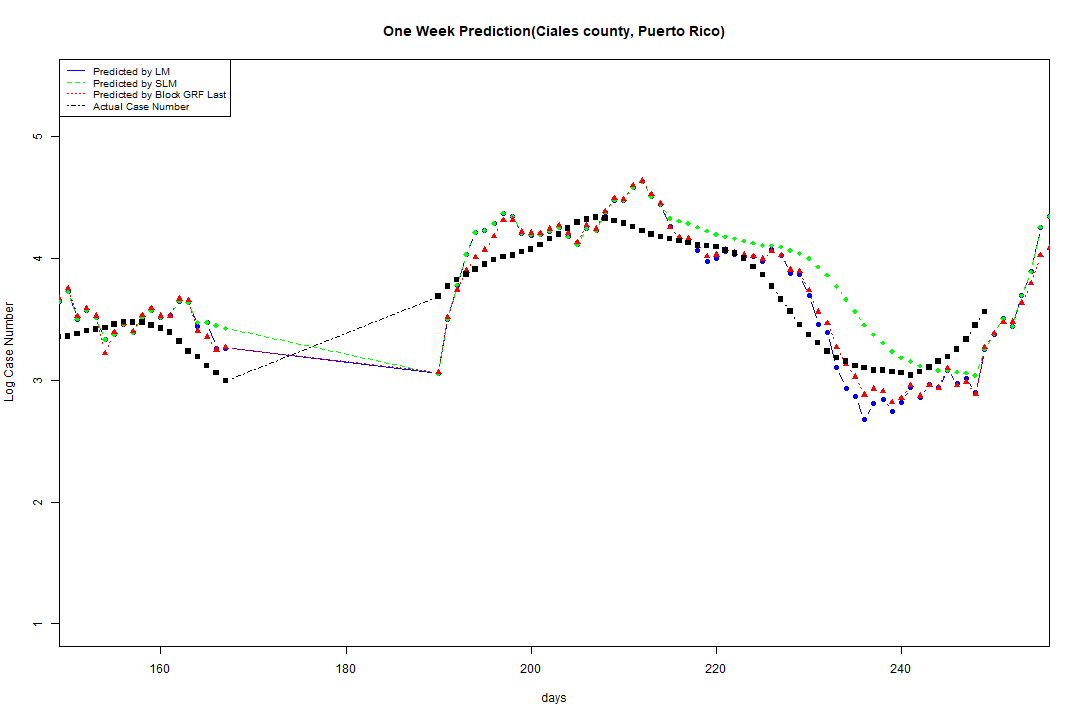 One Week Prediction(Ciales county, Puerto Rico)
Predicted by LM
Predicted by SLM
Predicted by Block GRF Last
Actual Case Number
Log Case Number
5
4
3
2
1
160 180 200 220 240
days